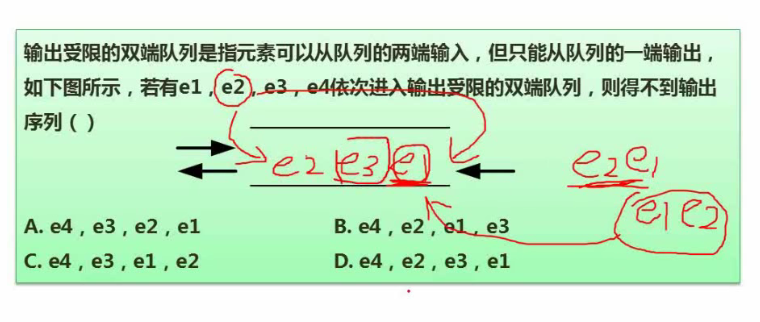 输出受限的双端队列是指元素可以从队列的两端输入，但只能从队列的一端输出，
如下图所示，若有e1，e2，e3，e4依次进入输出受限的双端队列，则得不到输出
序列（ ）
e2 e3 e1
e2 e1
e1 e2
A. e4，e3，e2，e1
B. e4，e2，e1，e3
C. e4，e3，e1，e2
D. e4，e2，e3，e1